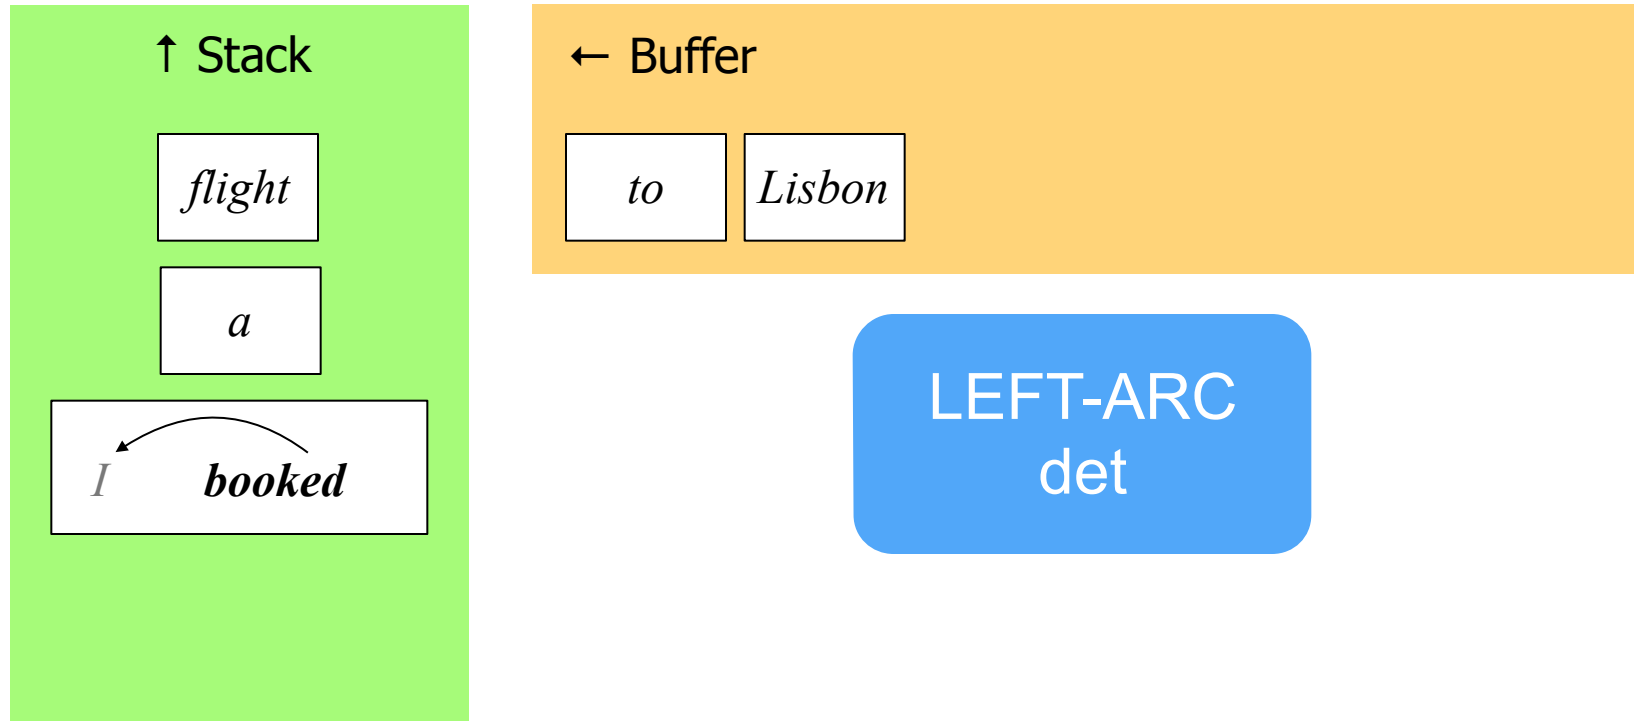 ↑ Stack
flight
a
I booked
← Buffer
to Lisbon
LEFT-ARC
det